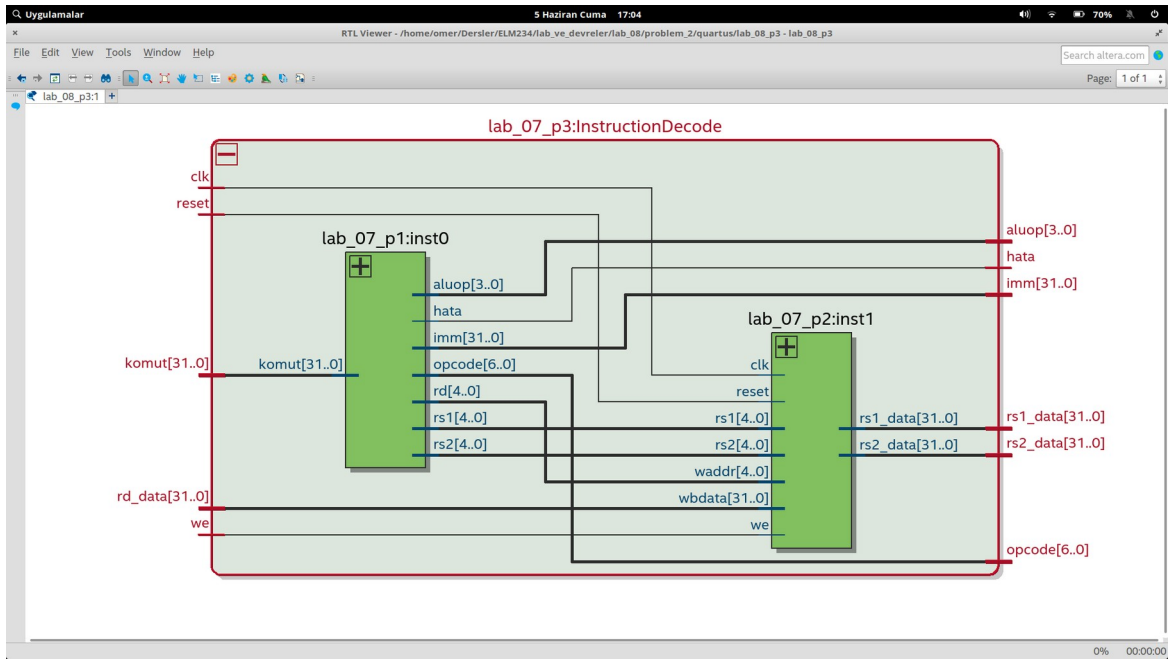 Uygulamalar
5 Haziran Cuma 17:04
70%
RTL Viewer - /home/omer/Dersler/ELM234/lab_ve_devreler/lab_08/problem_2/quartus/lab_08_p3 - lab_08_p3
File Edit View Tools Window Help
Search altera.com
Page: 1 of 1
lab_08_p3:1
lab_07_p3:InstructionDecode
clk
reset
lab_07_p1:inst0
aluop[3..0]
hata
imm[31..0]
aluop[3..0]
hata
imm[31..0]
lab_07_p2:inst1
komut[31..0]
komut[31..0]
opcode[6..0]
clk
rd[4..0]
reset
rs1[4..0]
rs1[4..0]
rs1_data[31..0]
rs1_data[31..0]
rs2[4..0]
rs2[4..0]
rs2_data[31..0]
rs2_data[31..0]
waddr[4..0]
rd_data[31..0]
wbdata[31..0]
we
we
opcode[6..0]
0% 00:00:00